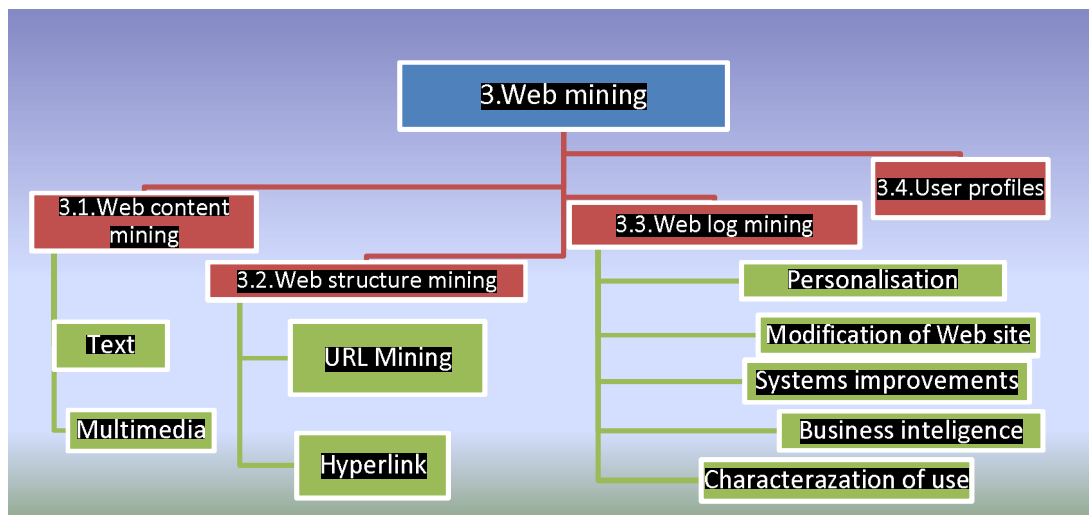 3.Web mining
3.4.User profiles
3.1.Web content
mining
3.3.Web log mining
3.2.Web structure mining
Personalisation
Text
URL Mining
Modification of Web site
Systems improvements
Multimedia
Business inteligence
Hyperlink
Characterazation of use